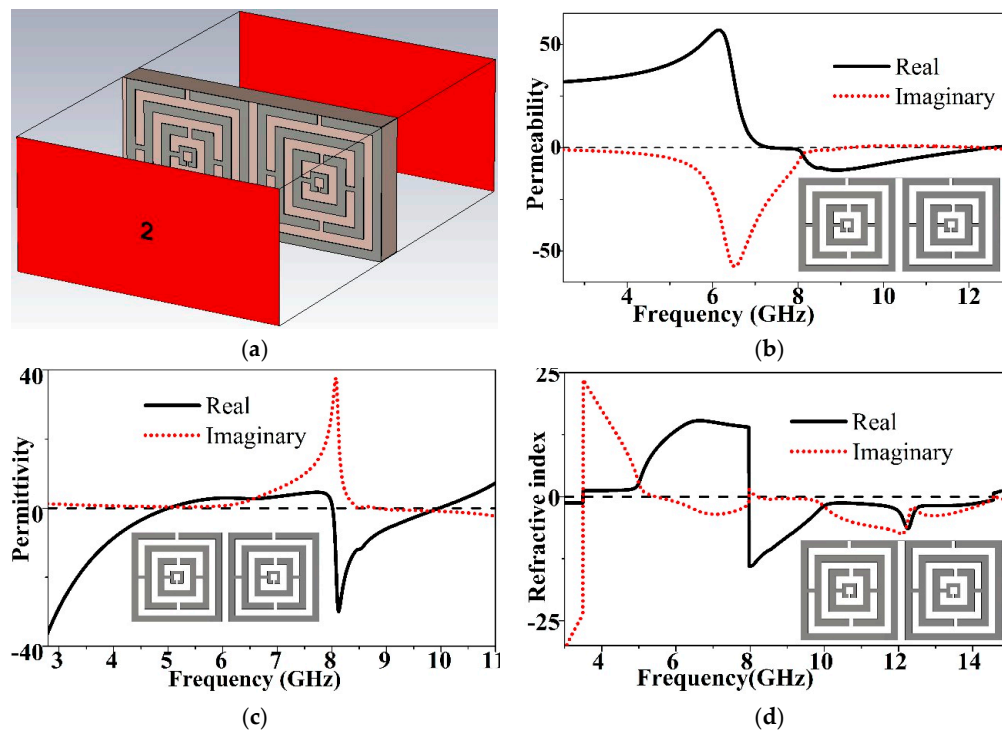 2
(a)
50
0
-50
Permeability
Real
Imaginary
4 6 8 10 12
Frequency (GHz)
(b)
40
0
-40
Permittivity
Real
Imaginary
3 4 5 6 7 8 9 10 11
Frequency (GHz)
(c)
25
0
-25
Refractive index
Real
Imaginary
4 6 8 10 12 14
Frequency(GHz)
(d)